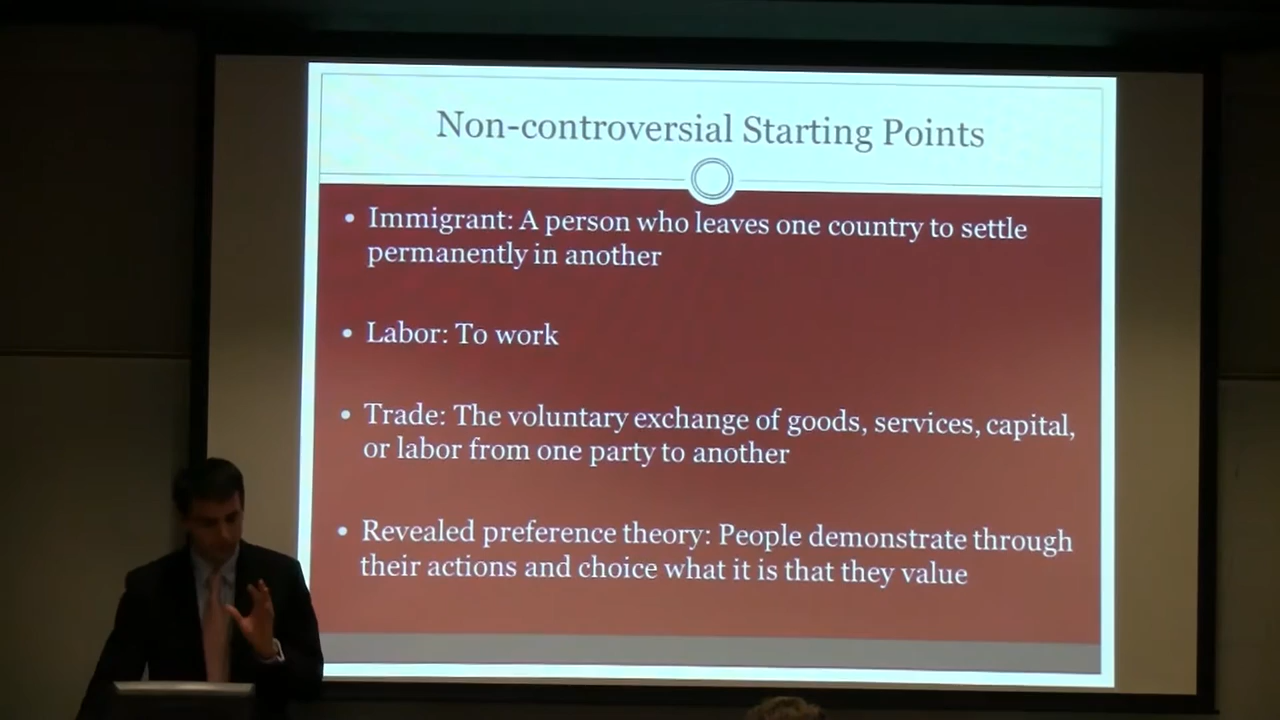 Non-controversial Starting Points
• Immigrant: A person who leaves one country to settle
permanently in another
• Labor: To work
• Trade: The voluntary exchange of goods, services, capital,
or labor from one party to another
• Revealed preference theory: People demonstrate through
their actions and choice what it is that they value